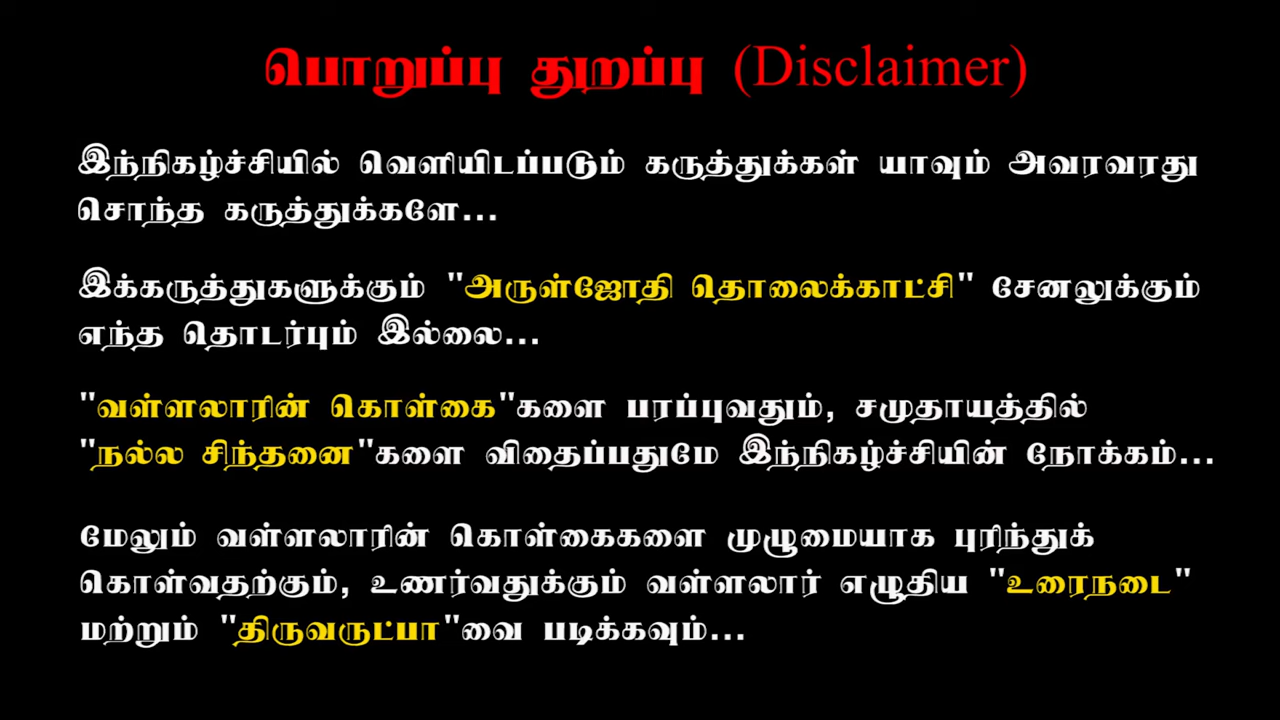 பொறுப்பு துறப்பு (Disclaimer)
இந்நிகழ்ச்சியில் வெளியிடப்படும் கருத்துக்கள் யாவும் அவரவரது
சொந்த கருத்துக்களே...
இக்கருத்துகளுக்கும் "அருள்ஜோதி தொலைக்காட்சி" சேனலுக்கும்
எந்த தொடர்பும் இல்லை...
"வள்ளலாரின் கொள்கை"களை பரப்புவதும், சமுதாயத்தில்
"நல்ல சிந்தனை"களை விதைப்பதுமே இந்நிகழ்ச்சியின் நோக்கம்...
மேலும் வள்ளலாரின் கொள்கைகளை முழுமையாக புரிந்துக்
கொள்வதற்கும், உணர்வதுக்கும் வள்ளலார் எழுதிய "உரைநடை"
மற்றும் "திருவருட்பா"வை படிக்கவும்...